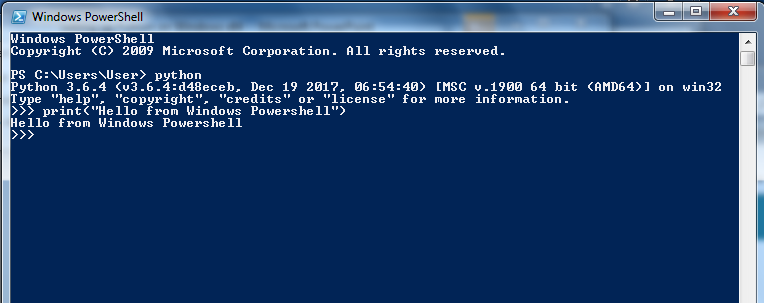 Windows PowerShell
Windows PowerShell
Copyright (C) 2009 Microsoft Corporation. All rights reserved.
PS C:\Users\User> python
Python 3.6.4 (v3.6.4:d48eceb, Dec 19 2017, 06:54:40) [MSC v.1900 64 bit (AMD64)] on win32
Type "help", "copyright", "credits" or "license" for more information.
>>> print("Hello from Windows Powershell")
Hello from Windows Powershell
>>>